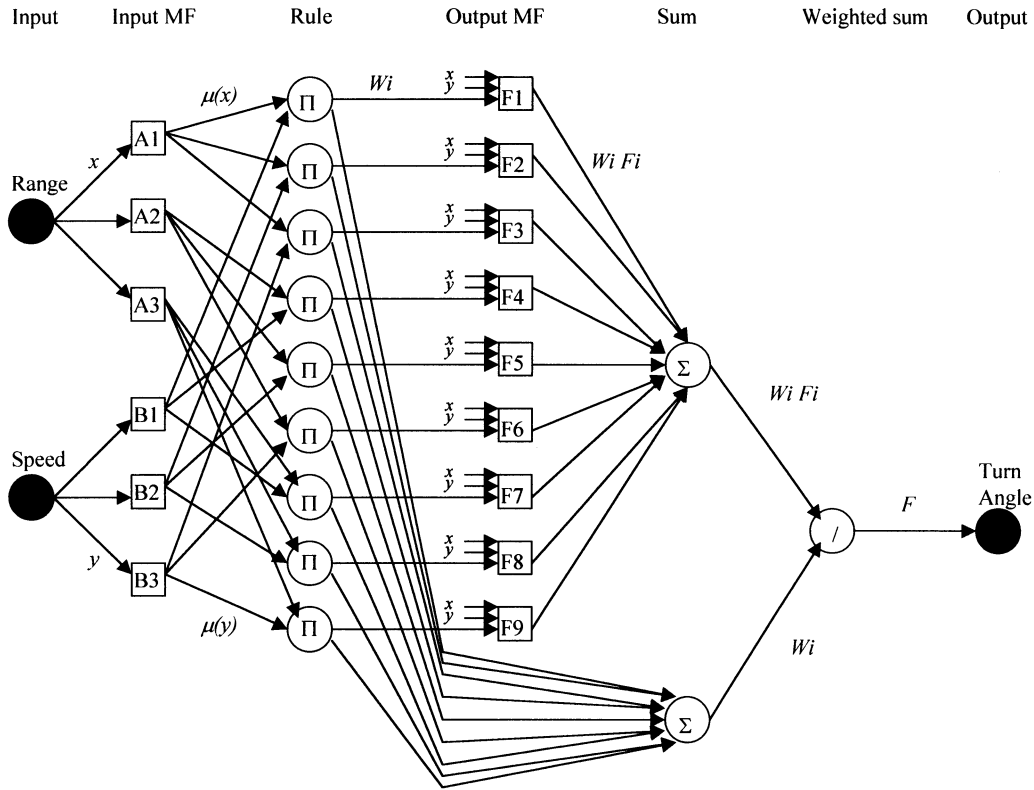 Input Input MF Rule Output MF Sum Weighted sum Output
μ(x) Wi x y F1
Π
A1
x
Π x y F2 Wi Fi
Range
A2
Π x y F3
A3
Π x y F4
Π x y F5 Σ
Wi Fi
B1
Π x y F6
Speed
B2
Π x y F7
Turn
Angle
F
/
y
B3
Π x y F8
μ(y)
Π x y F9
Wi
Σ